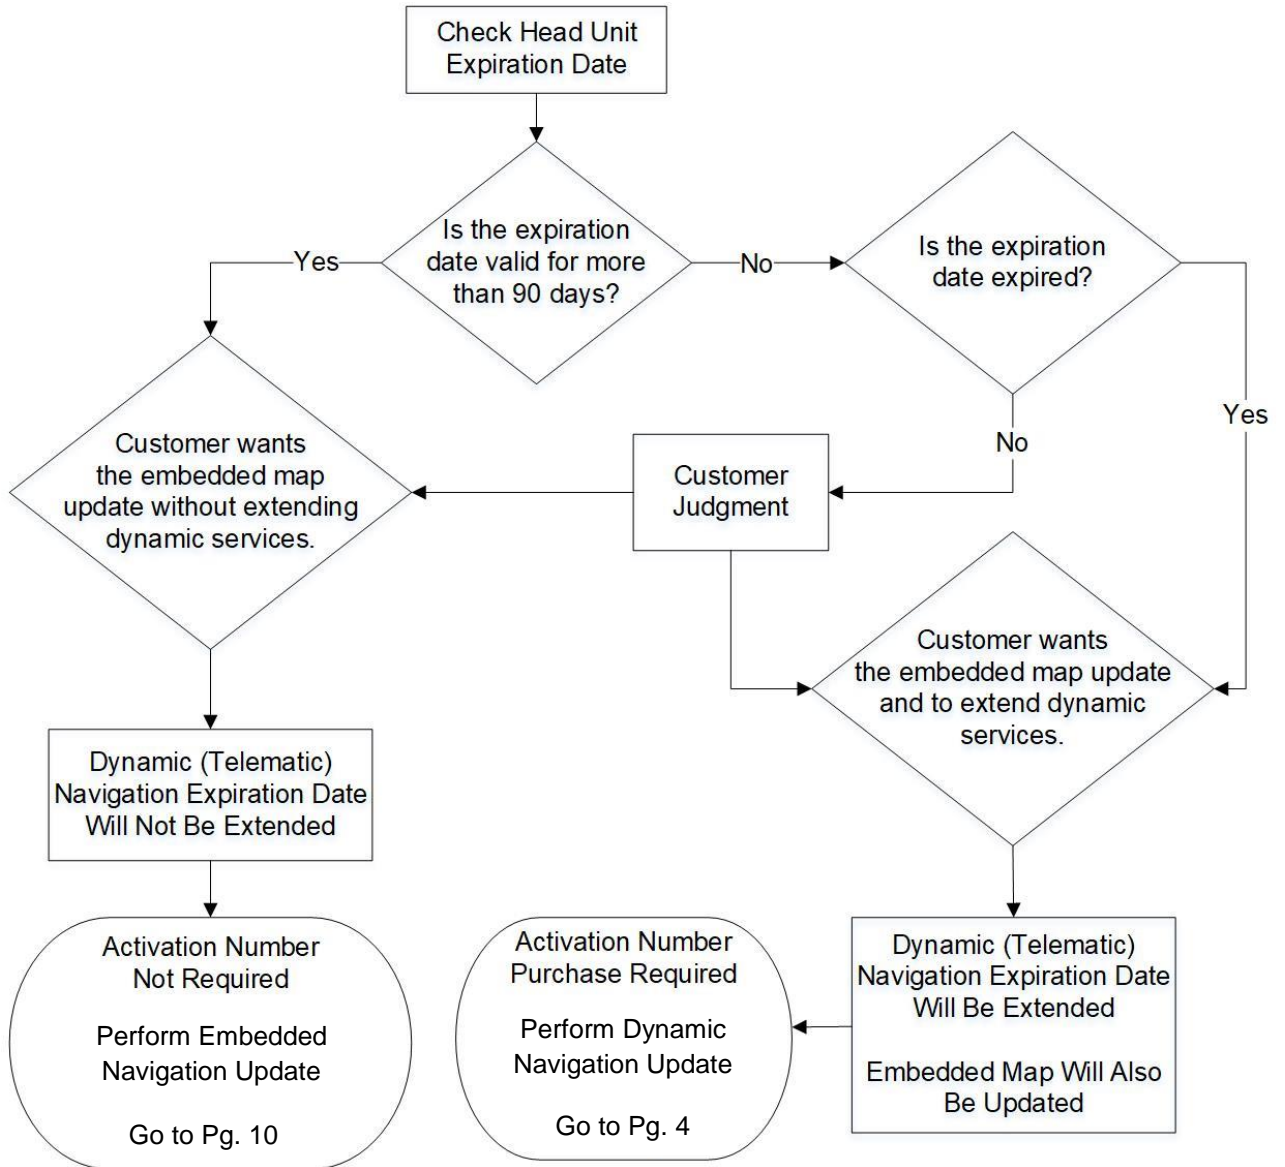 Check Head Unit
Expiration Date
Is the expiration
date valid for more
than 90 days?
Yes
No
Is the expiration
date expired?
Yes
No
Customer
Judgment
Customer wants
the embedded map
update without extending
dynamic services.
Customer wants
the embedded map update
and to extend dynamic
services.
Dynamic (Telematic)
Navigation Expiration Date
Will Not Be Extended
Activation Number
Not Required
Perform Embedded
Navigation Update
Go to Pg. 10
Activation Number
Purchase Required
Perform Dynamic
Navigation Update
Go to Pg. 4
Dynamic (Telematic)
Navigation Expiration Date
Will Be Extended
Embedded Map Will Also
Be Updated